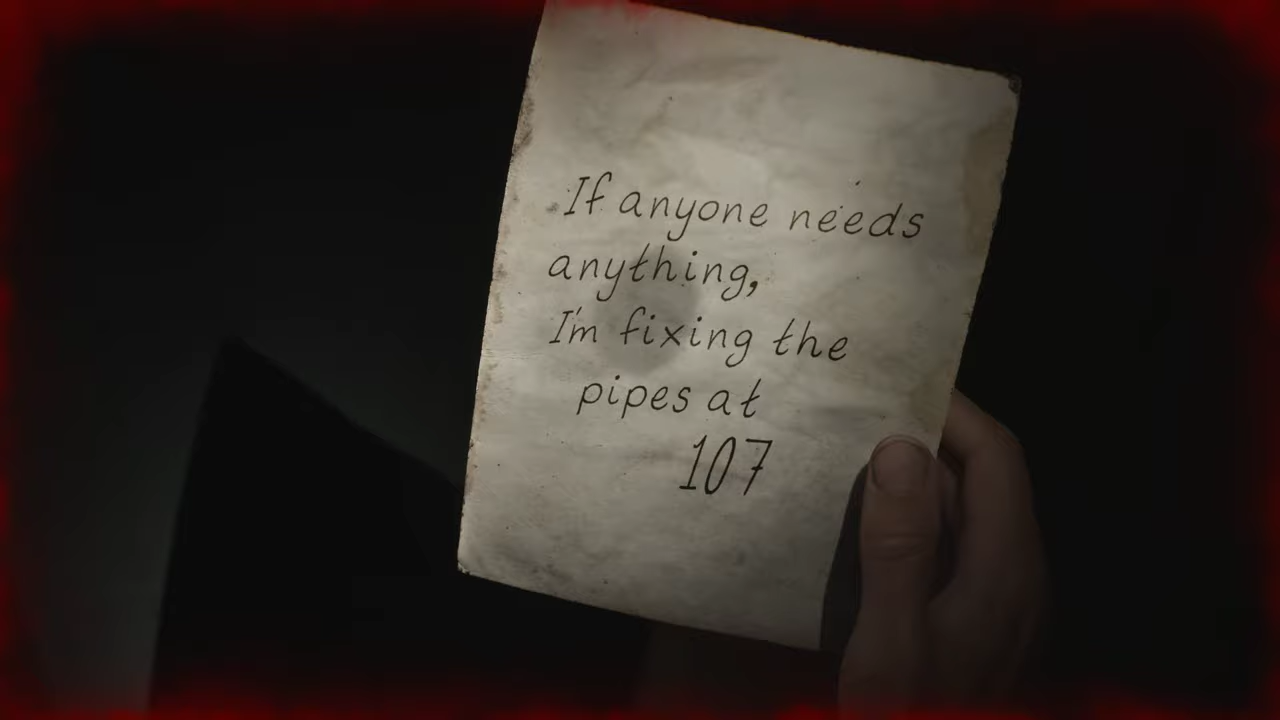 If anyone needs
anything,
I'm fixing the
pipes at
107